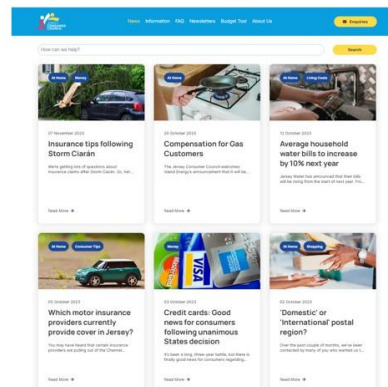 CONSUMER
COUNCIL
News Information FAQ Newsletters Budget Tool About Us
Enquiries
How can we help?
Search
At Home Money
07 November 2023
Insurance tips following
Storm Ciarán
We're getting lots of questions about
insurance claims after Storm Ciarán. So, het...
Read More →
At Home
26 October 2023
Compensation for Gas
Customers
The Jersey Consumer Council welcomes
Island Energy's announcement that it will be...
Read More →
At Home Living Costs
12 October 2023
Average household
water bills to increase
by 10% next year
Jersey Water has announced that their bills
will be rising from the start of next year. You...
Read More →
At Home Consumer Tips
05 October 2023
Which motor insurance
providers currently
provide cover in Jersey?
You may have heard that certain insurance
providers are pulling out of the Channel...
Read More →
Money
VISA
03 October 2023
Credit cards: Good
news for consumers
following unanimous
States decision
It's been a long, three-year battle, but there is
finally good news for consumers regarding...
Read More →
At Home Shopping
02 October 2023
'Domestic' or
'International' postal
region?
Over the past couple of months, we've been
contacted by many of you who wanted us t...
Read More →